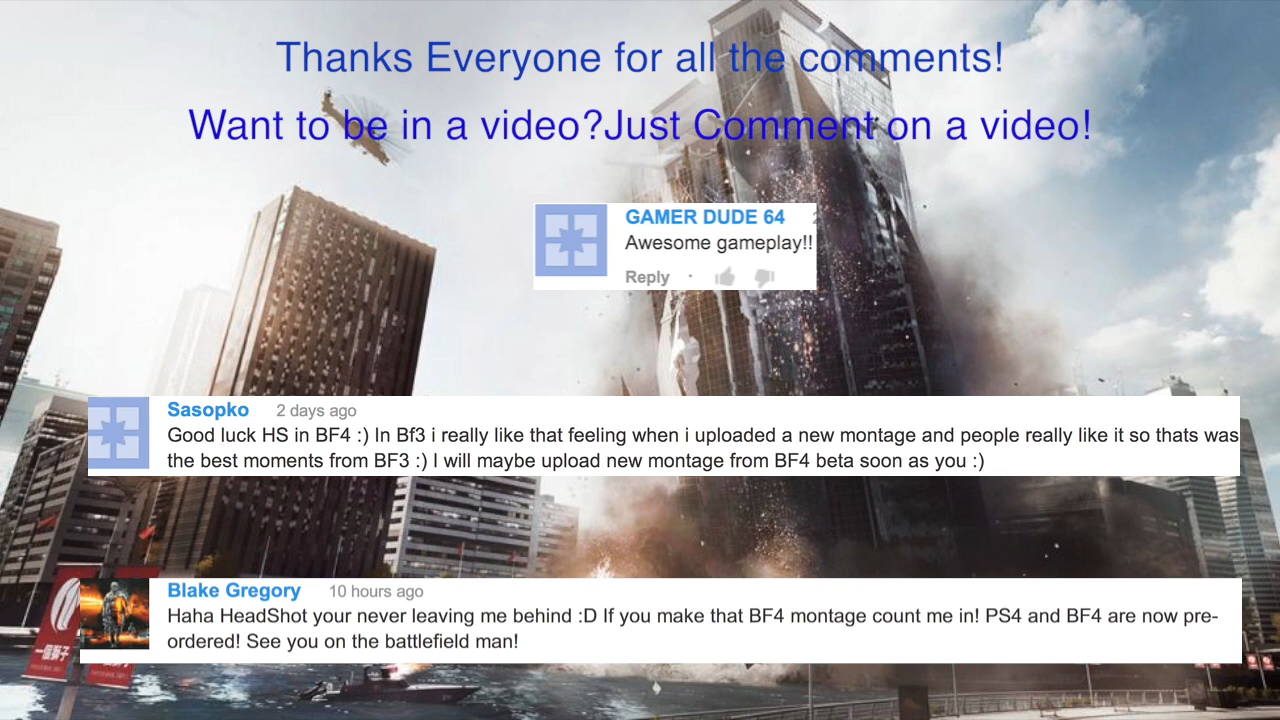 Thanks Everyone for all the comments!
Want to be in a video?Just Comment on a video!
GAMER DUDE 64
Awesome gameplay!!
Reply ·
Sasopko 2 days ago
Good luck HS in BF4 :) In Bf3 i really like that feeling when i uploaded a new montage and people really like it so thats was
the best moments from BF3 :) I will maybe upload new montage from BF4 beta soon as you :)
Blake Gregory 10 hours ago
Haha HeadShot your never leaving me behind :D If you make that BF4 montage count me in! PS4 and BF4 are now pre-
ordered! See you on the battlefield man!
一個獅子